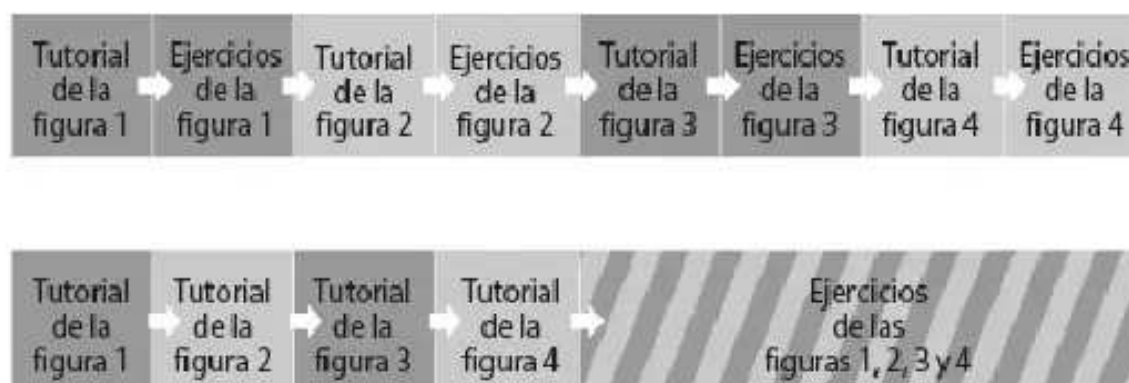 Tutorial
de la
figura 1
Ejercicios
de la
figura 1
Tutorial
de la
figura 2
Ejercicios
de la
figura 2
Tutorial
de la
figura 3
Ejercicios
de la
figura 3
Tutorial
de la
figura 4
Ejercicios
de la
figura 4
Tutorial
de la
figura 1
Tutorial
de la
figura 2
Tutorial
de la
figura 3
Tutorial
de la
figura 4
Ejercicios
de las
figuras 1, 2, 3 y 4